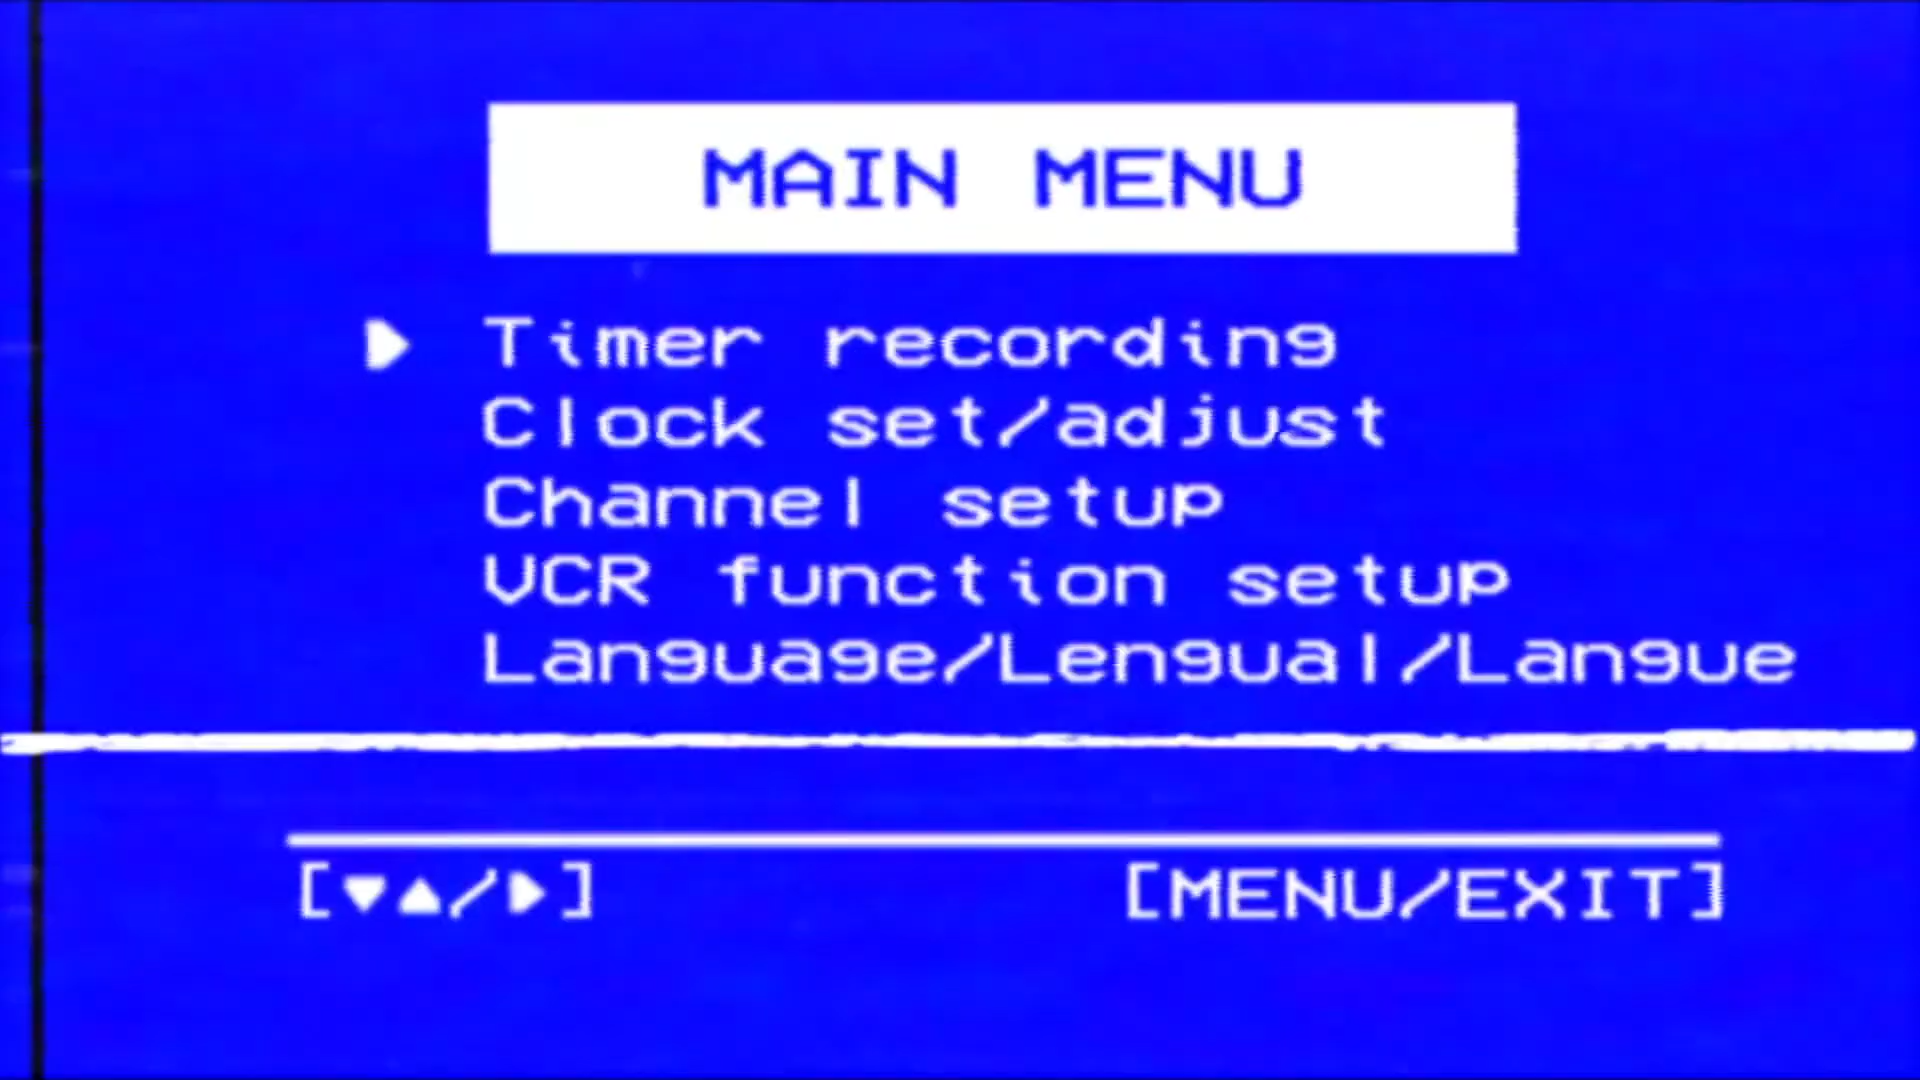 MAIN MENU
▶ Timer recording
Clock set/adjust
Channel setup
VCR function setup
Language/Lengual/Langue
[▼▲/▶] [MENU/EXIT]